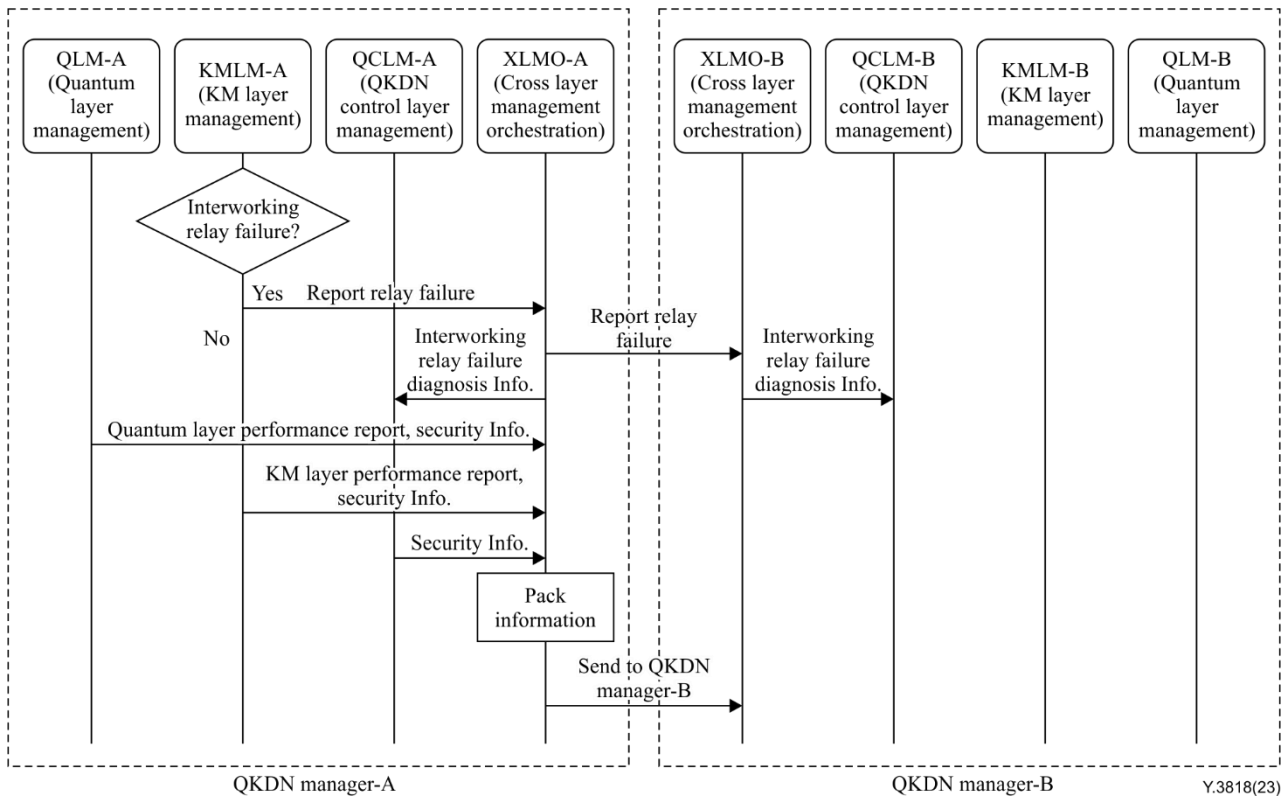 QLM-A
(Quantum
layer
management)
KMLM-A
(KM layer
management)
QCLM-A
(QKDN
control layer
management)
XLMO-A
(Cross layer
management
orchestration)
XLMO-B
(Cross layer
management
orchestration)
QCLM-B
(QKDN
control layer
management)
KMLM-B
(KM layer
management)
QLM-B
(Quantum
layer
management)
Interworking
relay failure?
Yes
Report relay failure
No
Report relay
failure
Interworking
relay failure
diagnosis Info.
Interworking
relay failure
diagnosis Info.
Quantum layer performance report, security Info.
KM layer performance report,
security Info.
Security Info.
Pack
information
Send to QKDN
manager-B
QKDN manager-A
QKDN manager-B
Y.3818(23)